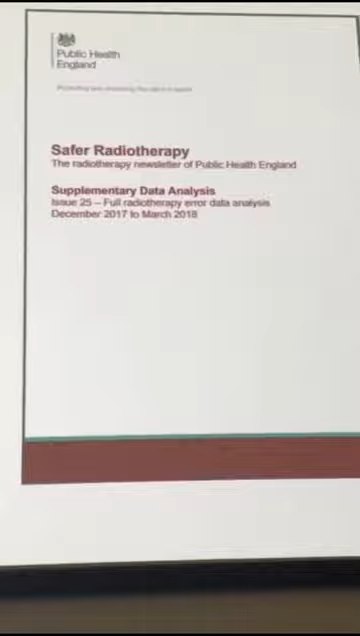 Public Health
England
Safer Radiotherapy
The radiotherapy newsletter of Public Health England
Supplementary Data Analysis
Issue 25 – Full radiotherapy error data analysis
December 2017 to March 2018